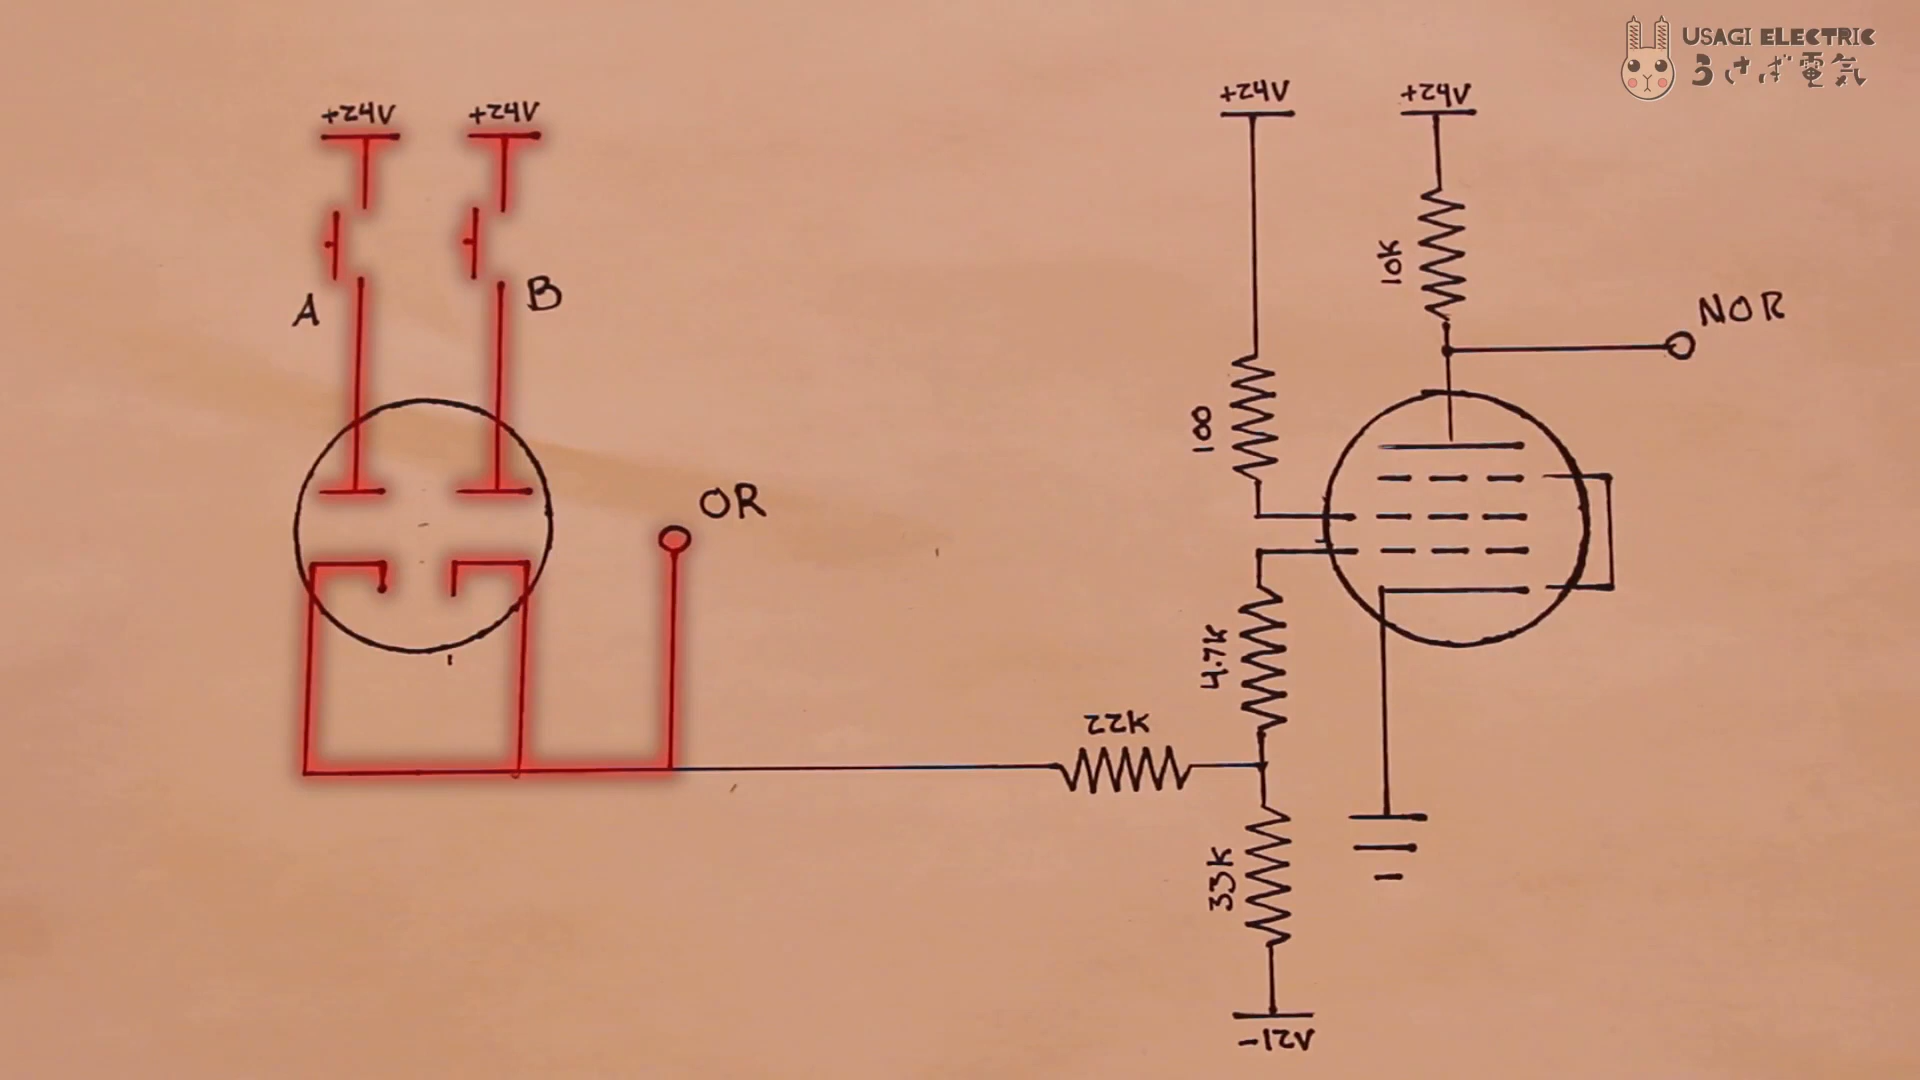 USAGI ELECTRIC
うさぎ電気
+24V
+24V
+24V
+24V
A
B
10K
NOR
100
OR
4.7K
22K
33K
-12V